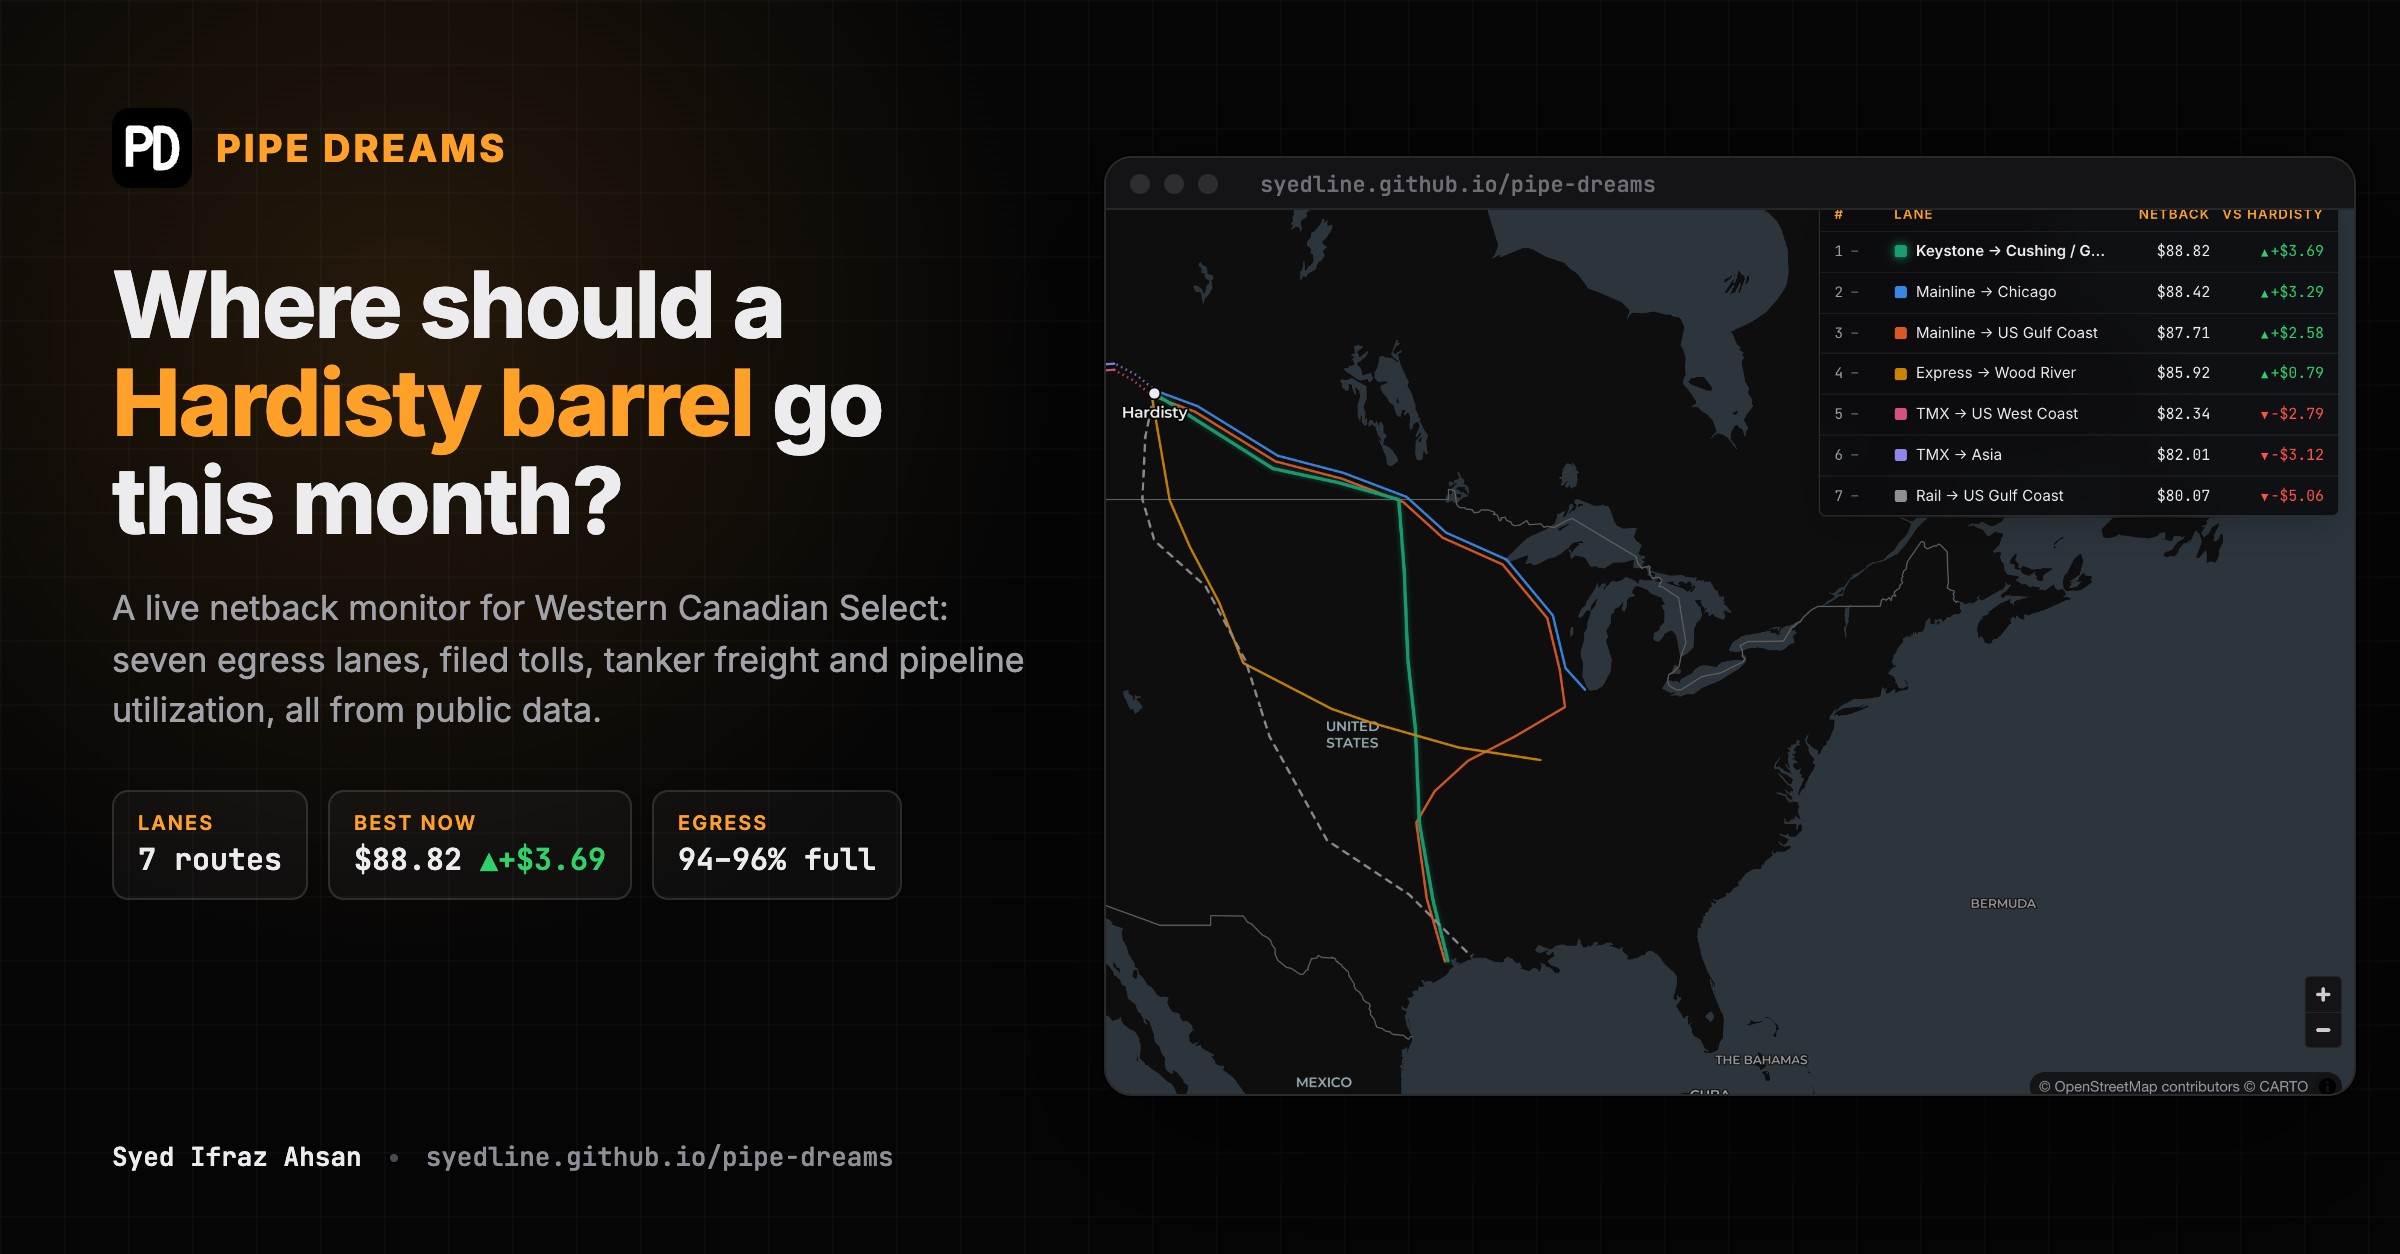 PD PIPE DREAMS
Where should a
Hardisty barrel go
this month?
A live netback monitor for Western Canadian Select:
seven egress lanes, filed tolls, tanker freight and pipeline
utilization, all from public data.
LANES
7 routes
BEST NOW
$88.82 ▲+$3.69
EGRESS
94–96% full
Syed Ifraz Ahsan • syedline.github.io/pipe-dreams
syedline.github.io/pipe-dreams
# LANE NETBACK VS HARDISTY
1 – Keystone → Cushing / G... $88.82 ▲+$3.69
2 – Mainline → Chicago $88.42 ▲+$3.29
3 – Mainline → US Gulf Coast $87.71 ▲+$2.58
4 – Express → Wood River $85.92 ▲+$0.79
5 – TMX → US West Coast $82.34 ▼-$2.79
6 – TMX → Asia $82.01 ▼-$3.12
7 – Rail → US Gulf Coast $80.07 ▼-$5.06
Hardisty
UNITED
STATES
BERMUDA
THE BAHAMAS
MEXICO
CUBA
+
−
© OpenStreetMap contributors © CARTO